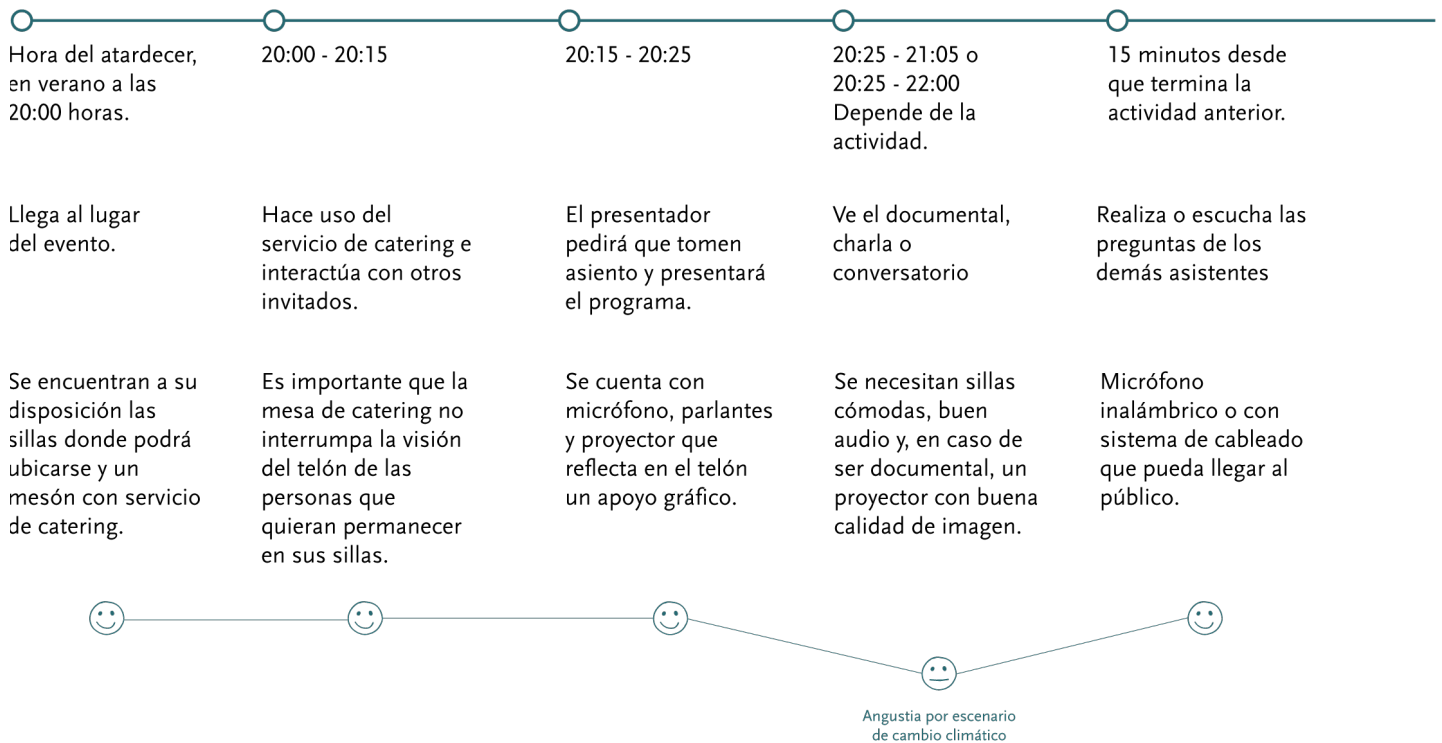 Hora del atardecer,
en verano a las
20:00 horas.
20:00 - 20:15
20:15 - 20:25
20:25 - 21:05 o
20:25 - 22:00
Depende de la
actividad.
15 minutos desde
que termina la
actividad anterior.
Llega al lugar
del evento.
Hace uso del
servicio de catering e
interactúa con otros
invitados.
El presentador
pedirá que tomen
asiento y presentará
el programa.
Ve el documental,
charla o
conversatorio
Realiza o escucha las
preguntas de los
demás asistentes
Se encuentran a su
disposición las
sillas donde podrá
ubicarse y un
mesón con servicio
de catering.
Es importante que la
mesa de catering no
interrumpa la visión
del telón de las
personas que
quieran permanecer
en sus sillas.
Se cuenta con
micrófono, parlantes
y proyector que
reflecta en el telón
un apoyo gráfico.
Se necesitan sillas
cómodas, buen
audio y, en caso de
ser documental, un
proyector con buena
calidad de imagen.
Micrófono
inalámbrico o con
sistema de cableado
que pueda llegar al
público.
Angustia por escenario
de cambio climático